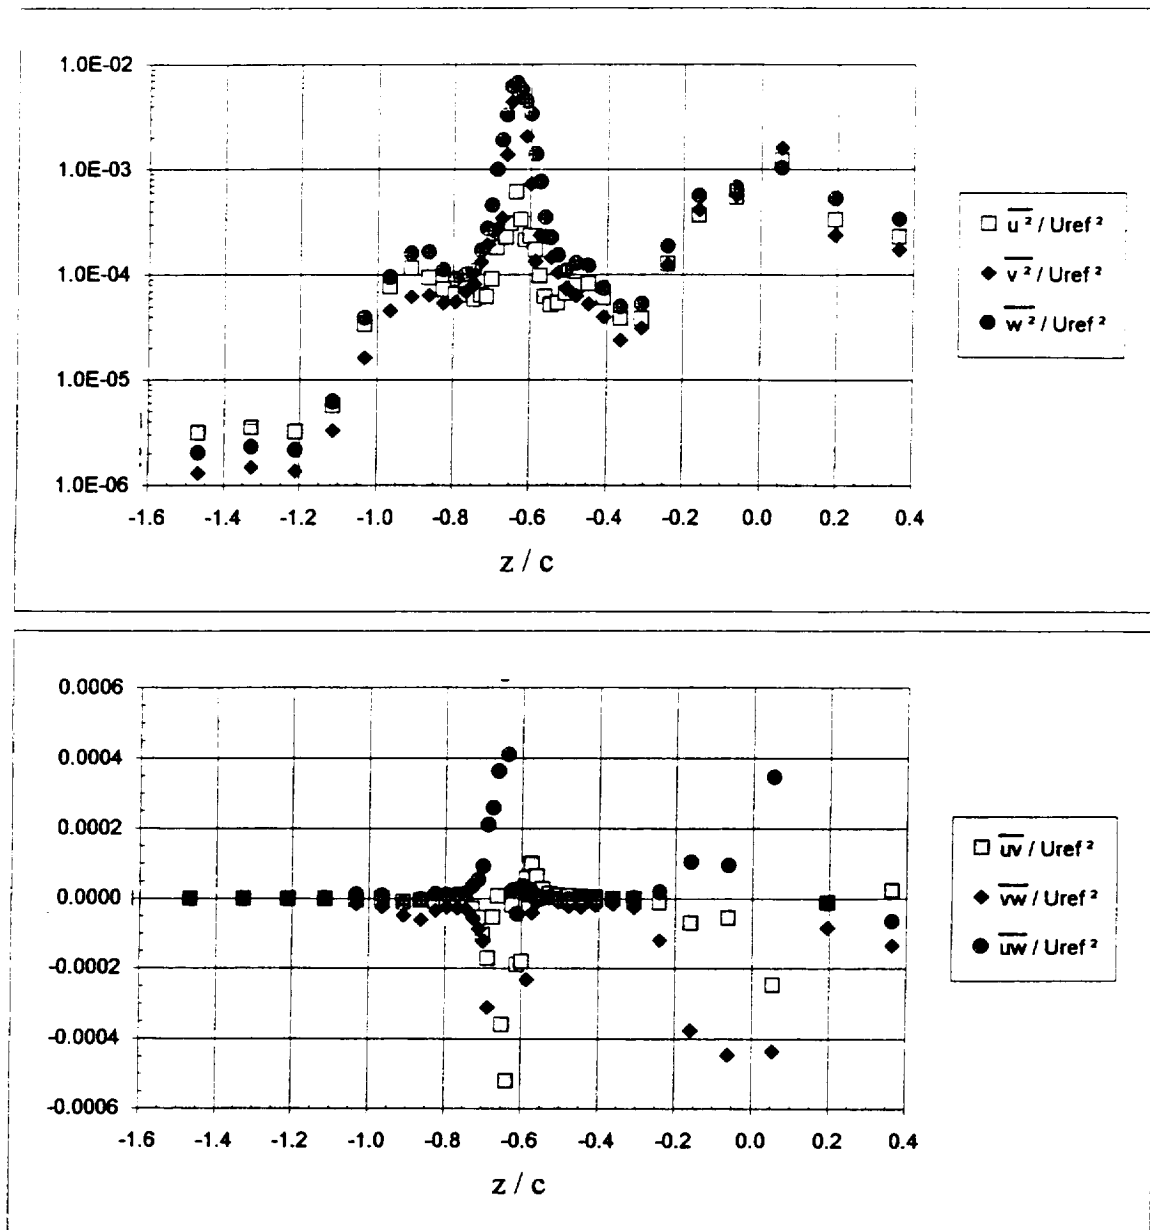 1.0E-02
1.0E-03
1.0E-04
1.0E-05
1.0E-06
-1.6 -1.4 -1.2 -1.0 -0.8 -0.6 -0.4 -0.2 0.0 0.2 0.4
z / c
u² / Uref²
v² / Uref²
w² / Uref²
0.0006
0.0004
0.0002
0.0000
-0.0002
-0.0004
-0.0006
-1.6 -1.4 -1.2 -1.0 -0.8 -0.6 -0.4 -0.2 0.0 0.2 0.4
z / c
uv / Uref²
vw / Uref²
uw / Uref²